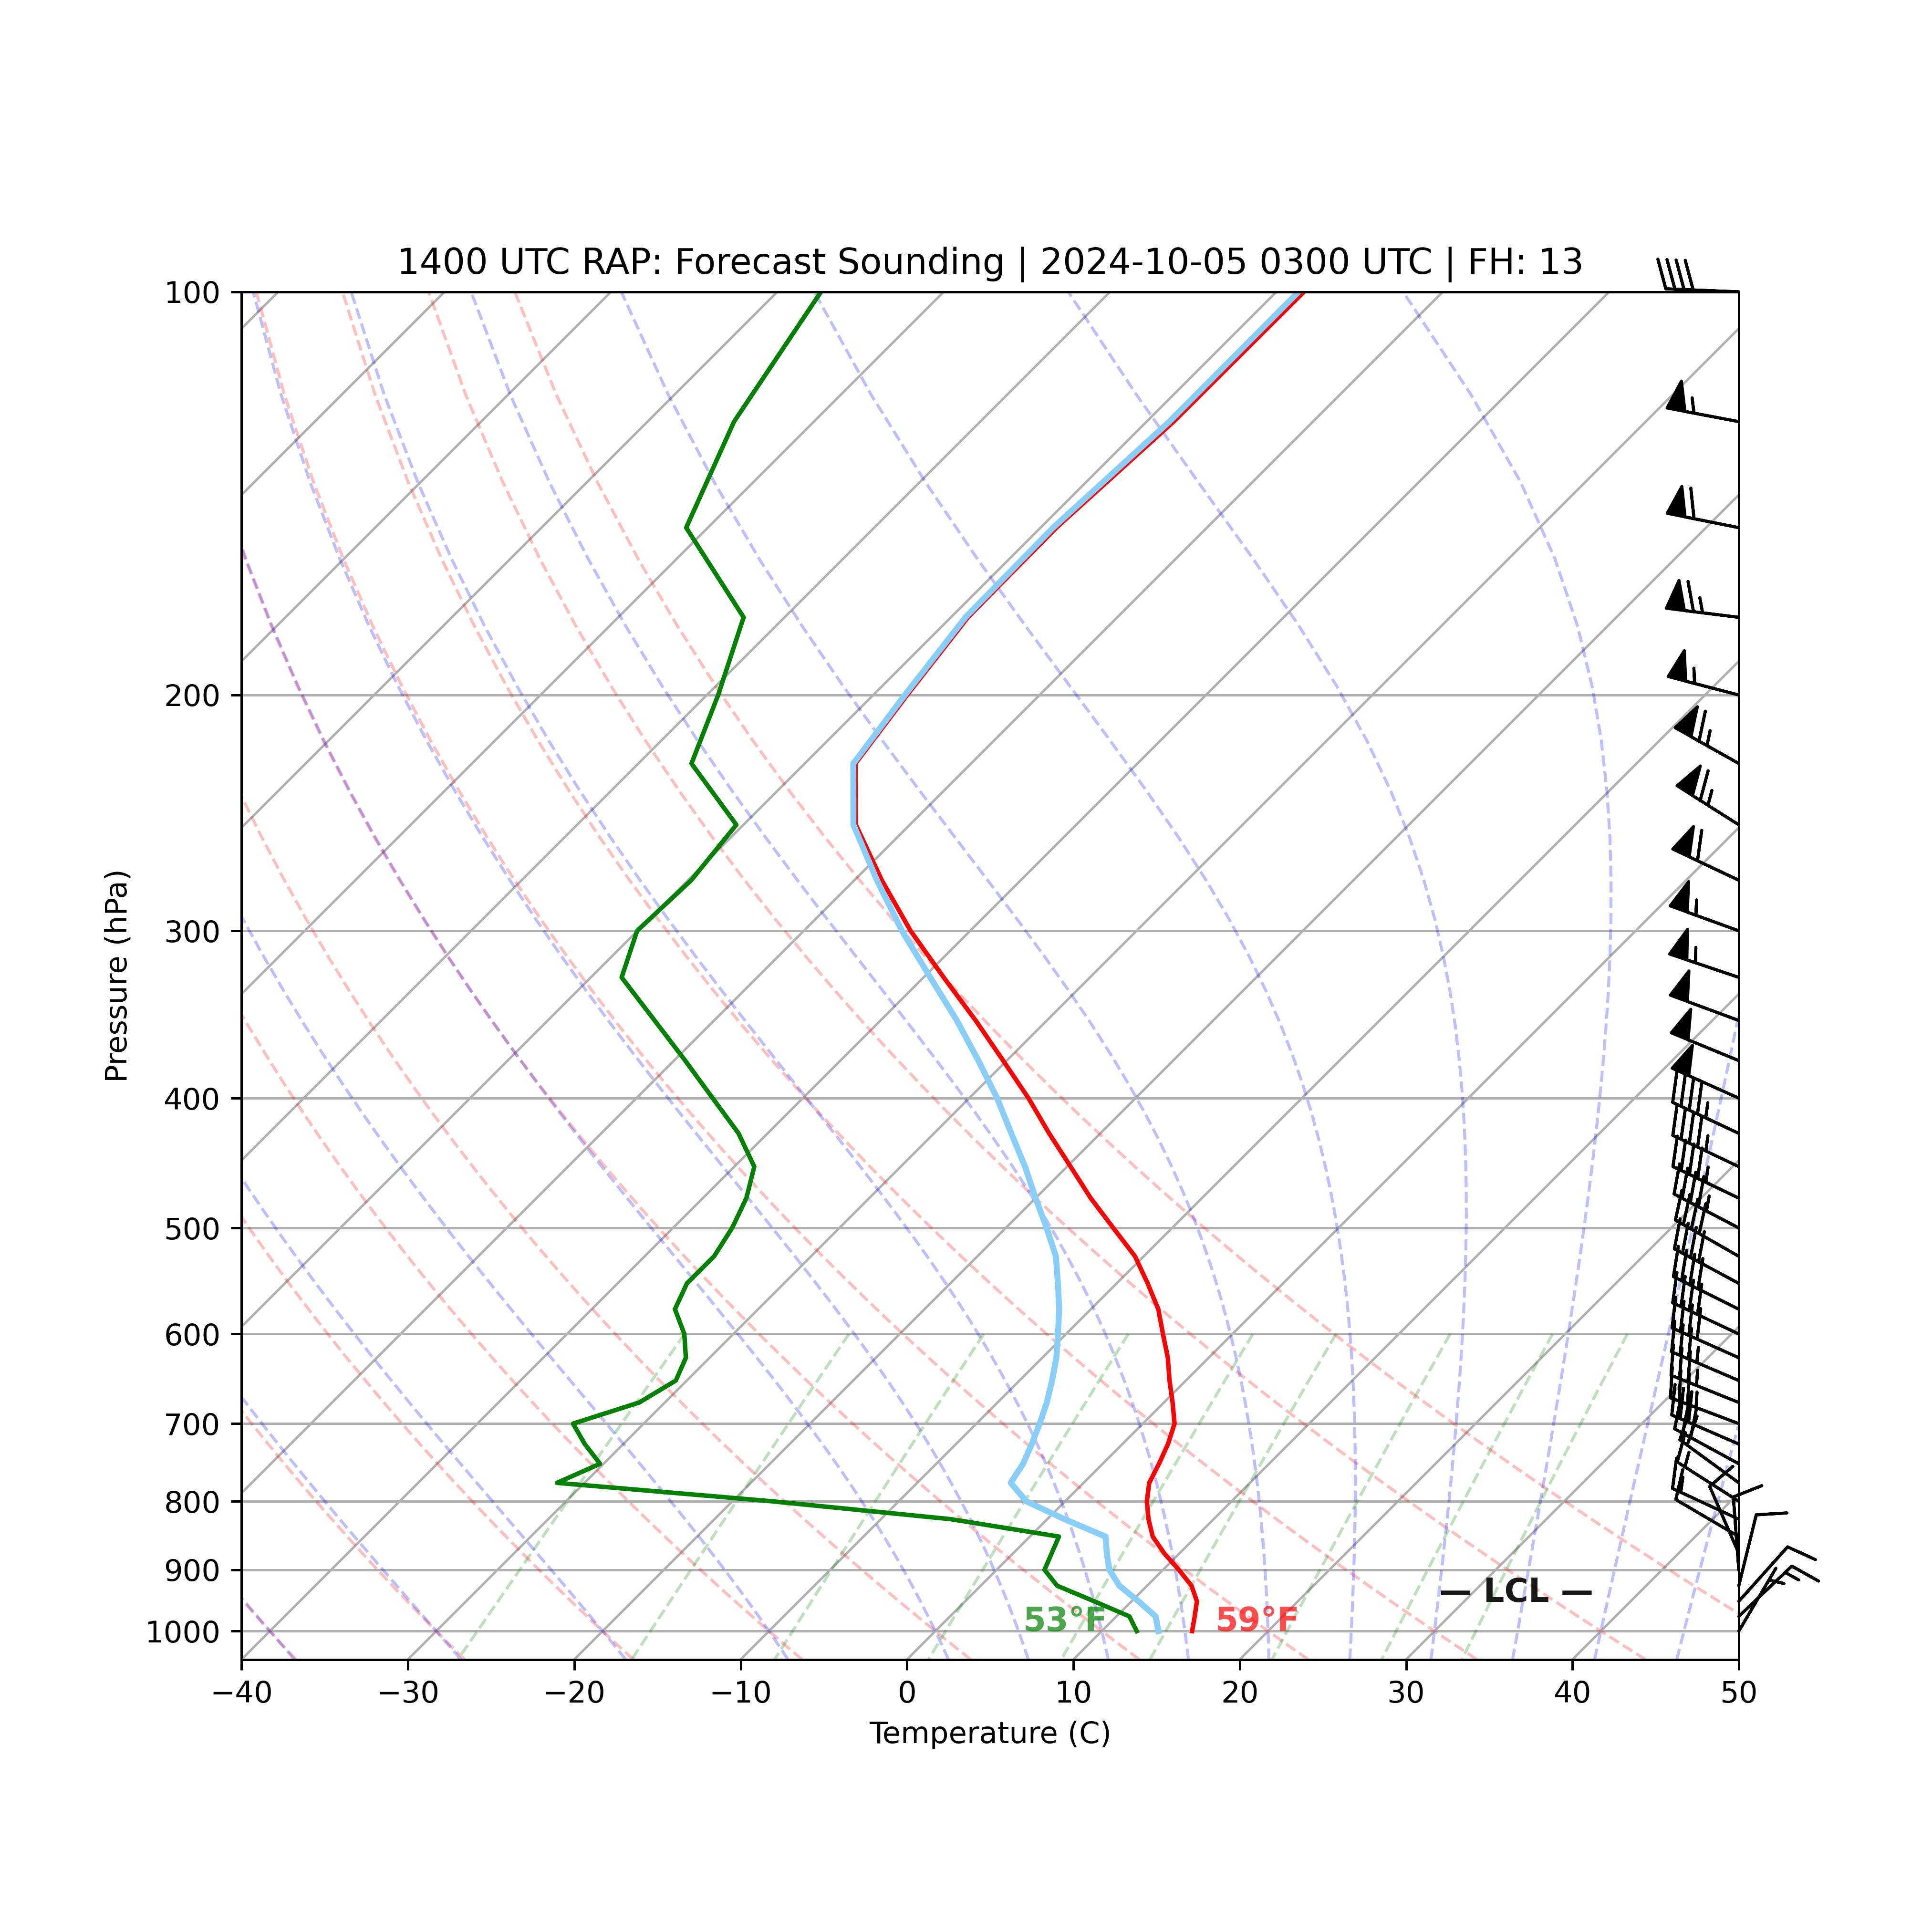 1400 UTC RAP: Forecast Sounding | 2024-10-05 0300 UTC | FH: 13
100
200
300
400
500
600
700
800
900
1000
Pressure (hPa)
— LCL —
53°F 59°F
−40 −30 −20 −10 0 10 20 30 40 50
Temperature (C)